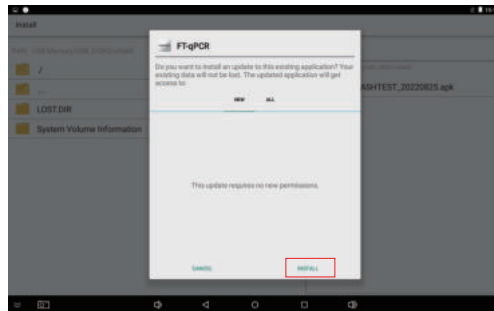 Install
/
FT-qPCR
Do you want to install an update to this existing application? Your
existing data will not be lost. The updated application will get
access to:
NEW
ALL
..
ASHTEST_20220825.apk
LOST.DIR
System Volume Information
This update requires no new permissions.
CANCEL
INSTALL